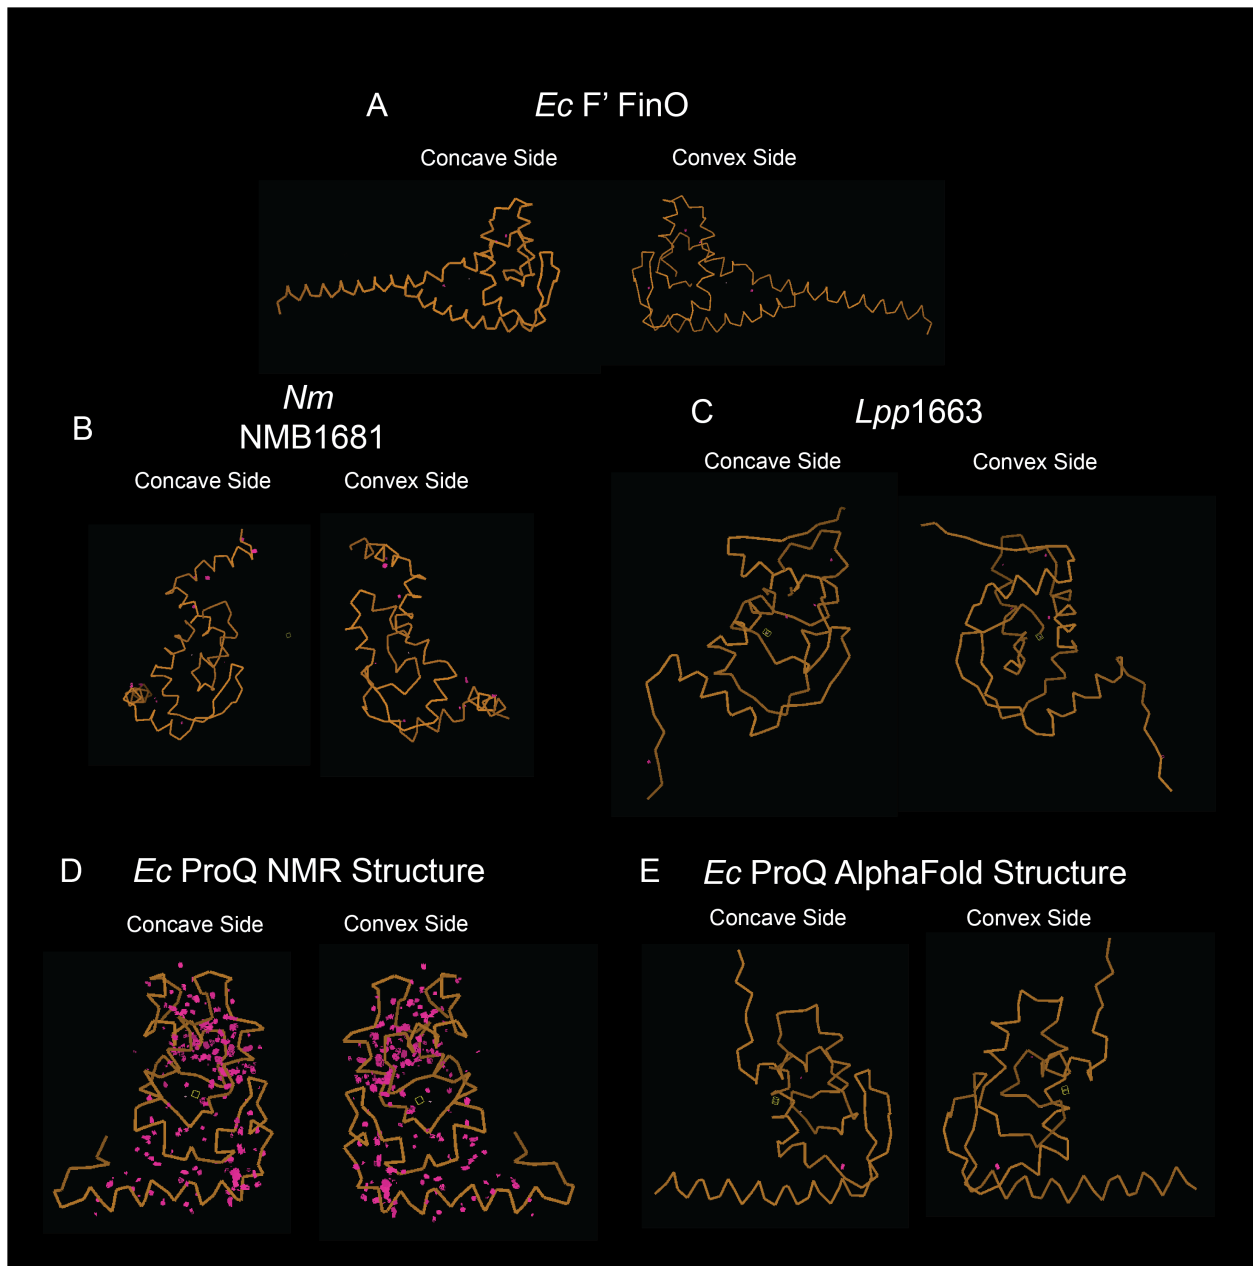 A Ec F’ FinO
Concave Side Convex Side
B Nm
NMB1681
Concave Side Convex Side
C Lpp1663
Concave Side Convex Side
D Ec ProQ NMR Structure
Concave Side Convex Side
E Ec ProQ AlphaFold Structure
Concave Side Convex Side